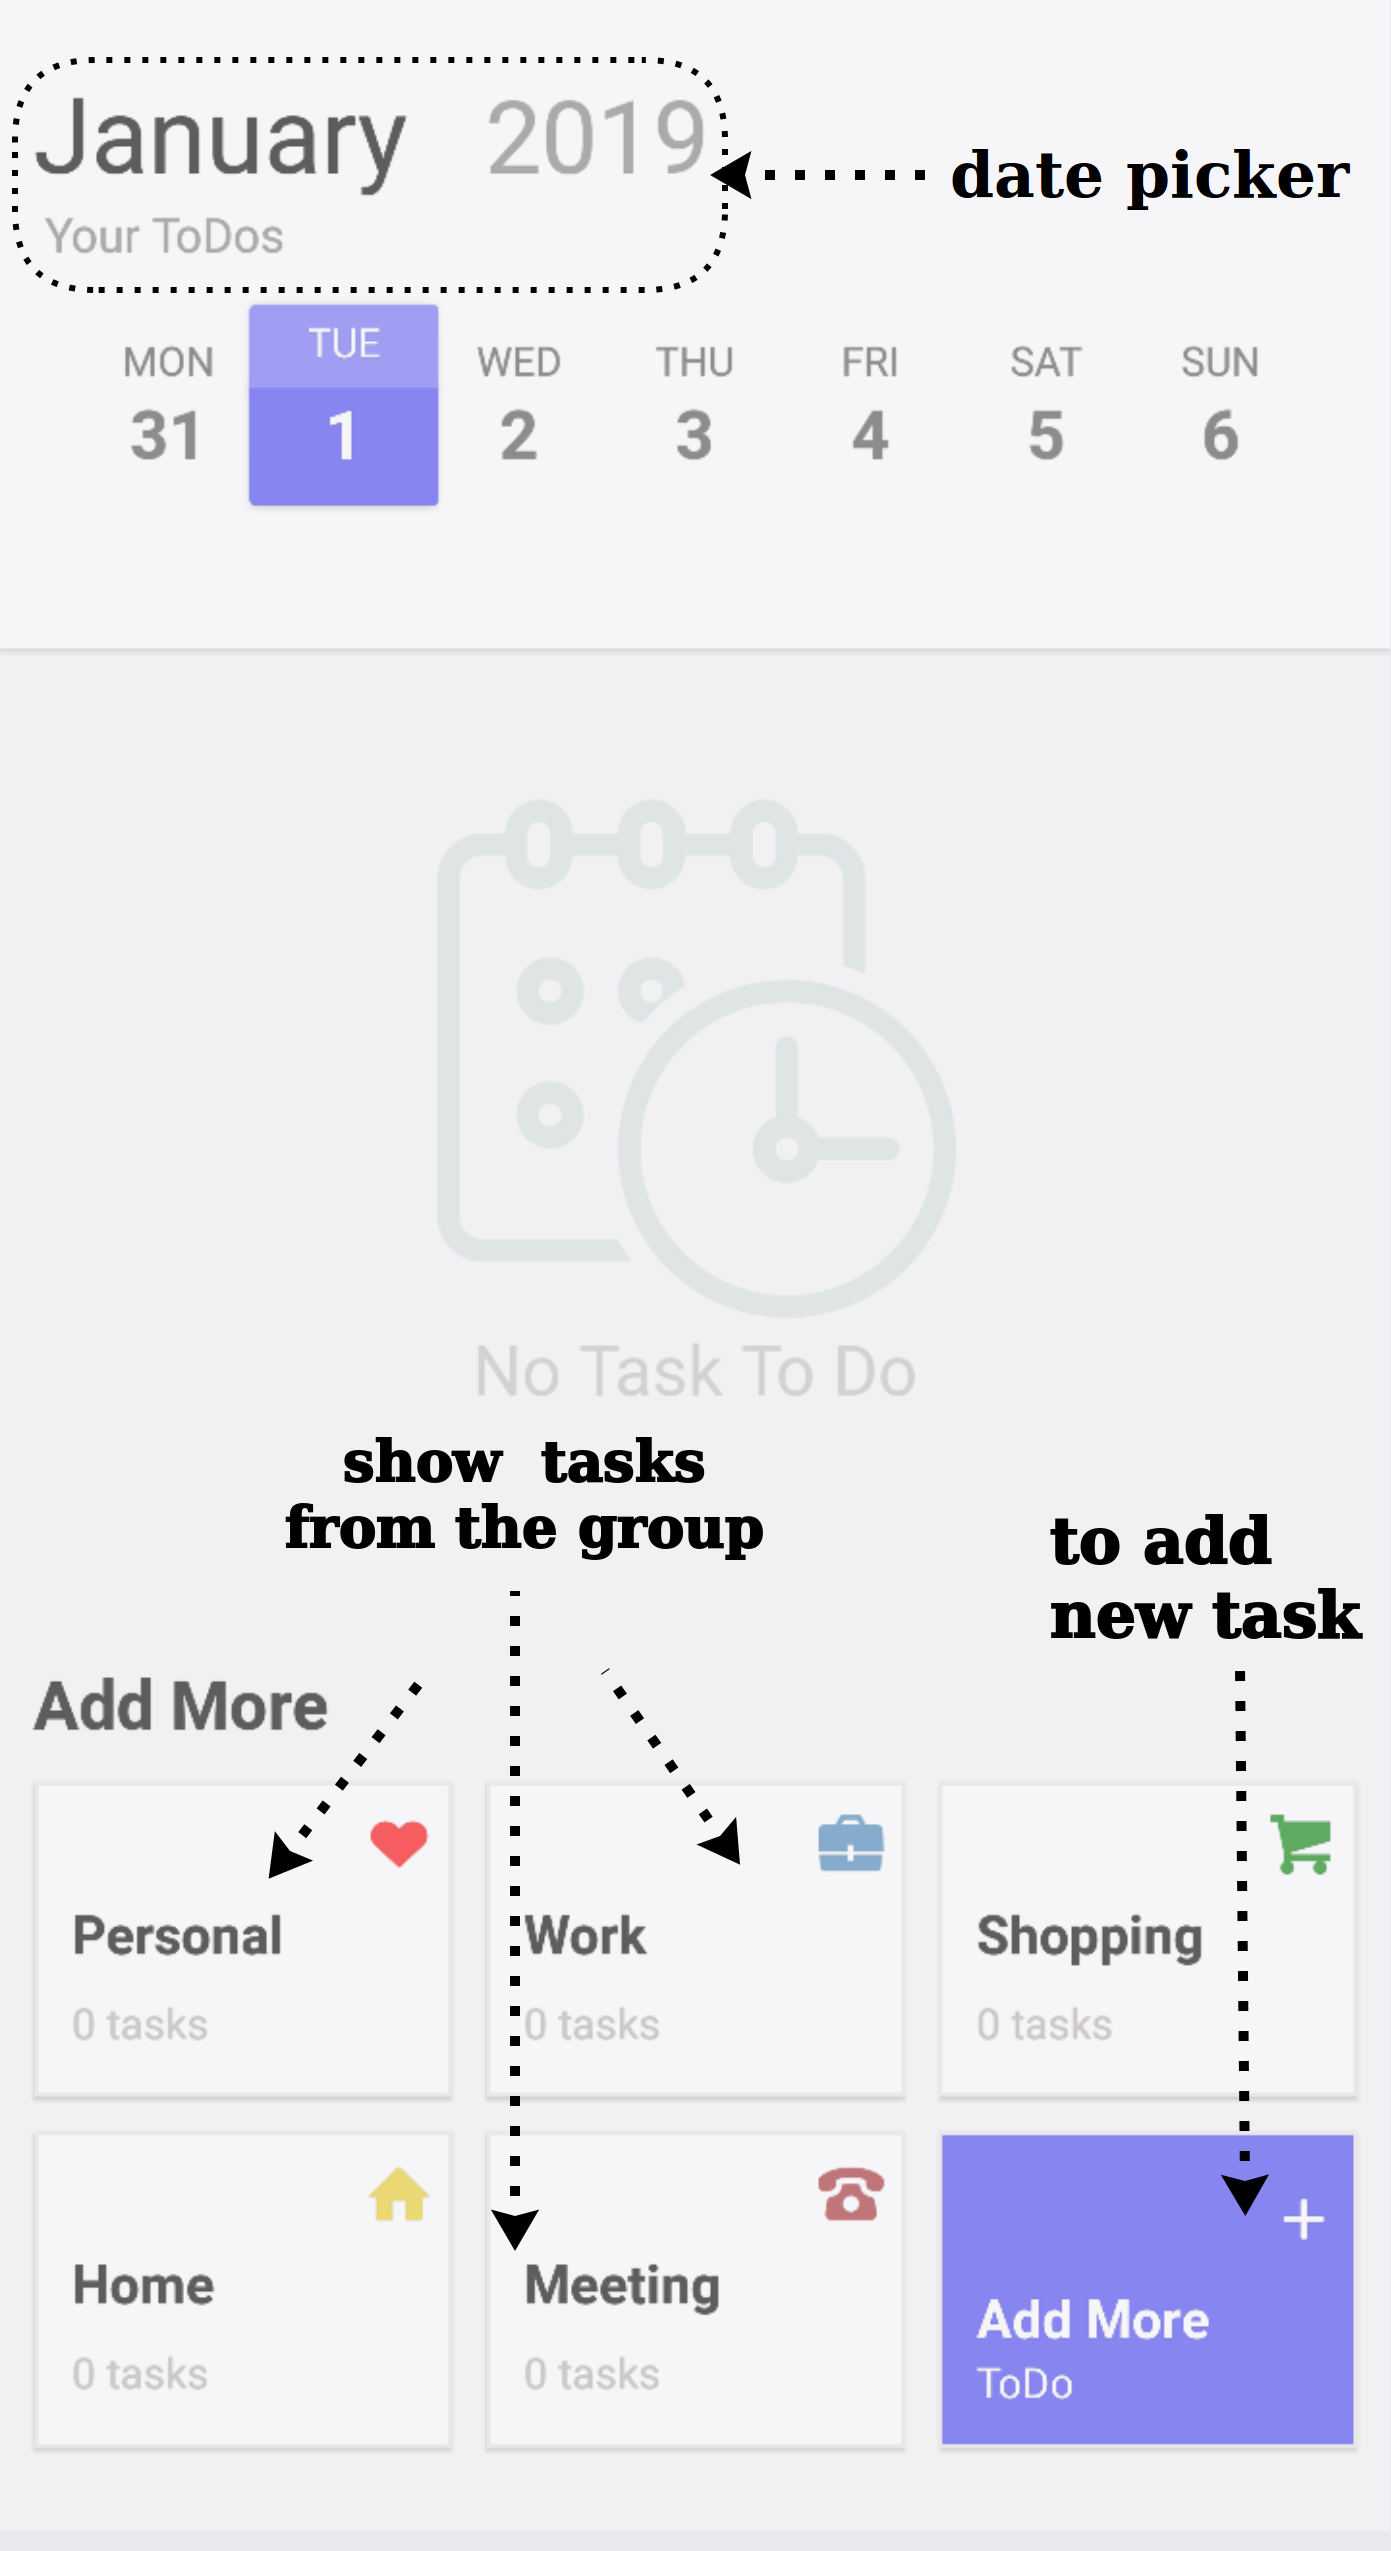 January 2019
date picker
Your ToDos
MON TUE WED THU FRI SAT SUN
31 1 2 3 4 5 6
No Task To Do
show tasks
from the group
to add
new task
Add More
Personal
0 tasks
Work
0 tasks
Shopping
0 tasks
Home
0 tasks
Meeting
0 tasks
Add More
ToDo